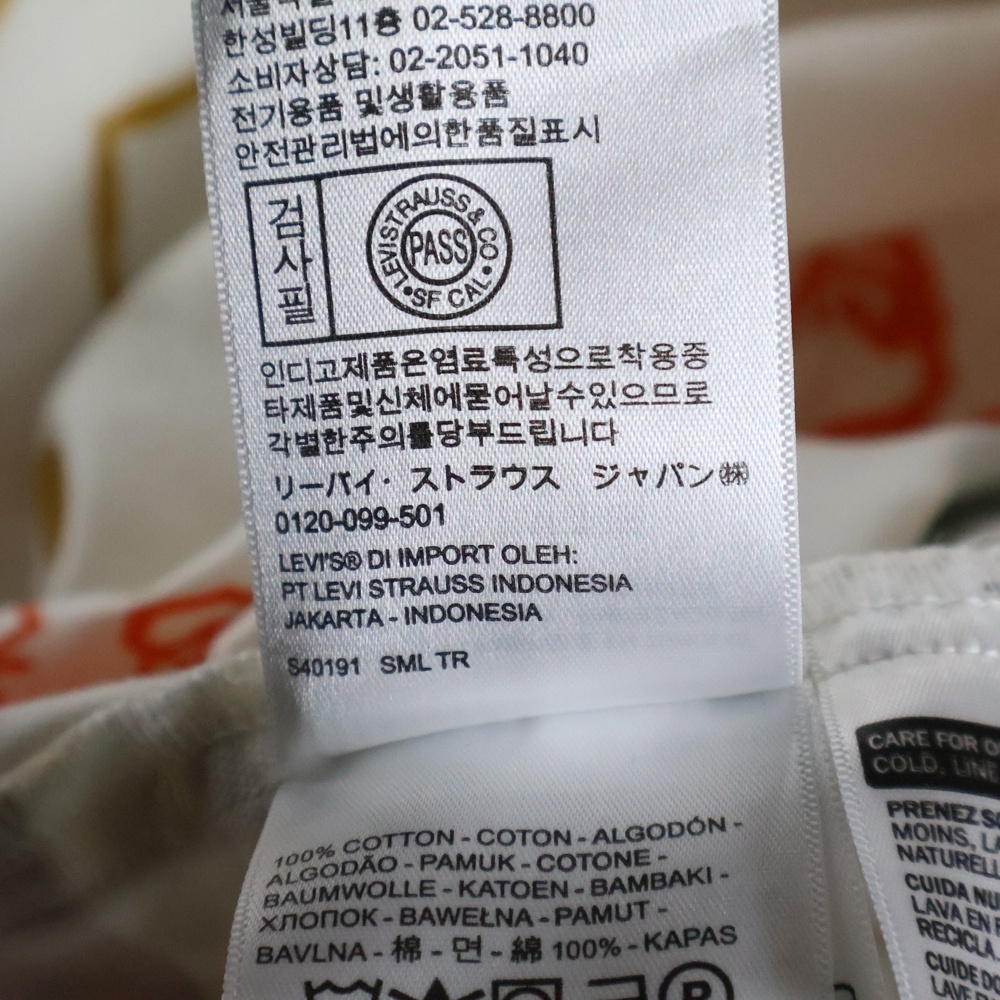 한성빌딩11층 02-528-8800
소비자상담: 02-2051-1040
전기용품 및생활용품
안전관리법에의한품질표시
검사필
LEVI STRAUSS & CO
PASS
SF CAL
인디고제품은염료특성으로착용중
타제품및신체에묻어날수있으므로
각별한주의를당부드립니다
リーバイ・ストラウス ジャパン㈱
0120-099-501
LEVI'S® DI IMPORT OLEH:
PT LEVI STRAUSS INDONESIA
JAKARTA - INDONESIA
S40191 SML TR
100% COTTON - COTON - ALGODÓN -
ALGODÃO - PAMUK - COTONE -
BAUMWOLLE - KATOEN - BAMBAKI -
ХЛОПОК - BAWEŁNA - PAMUT -
BAVLNA - 棉 - 면 - 綿 100% - KAPAS
P
CARE FOR
COLD, LINE
PRENEZ
MOINS,
NATURELL
CUIDA NU
LAVA EN
RECICLA
CUIDE DO
LAVE